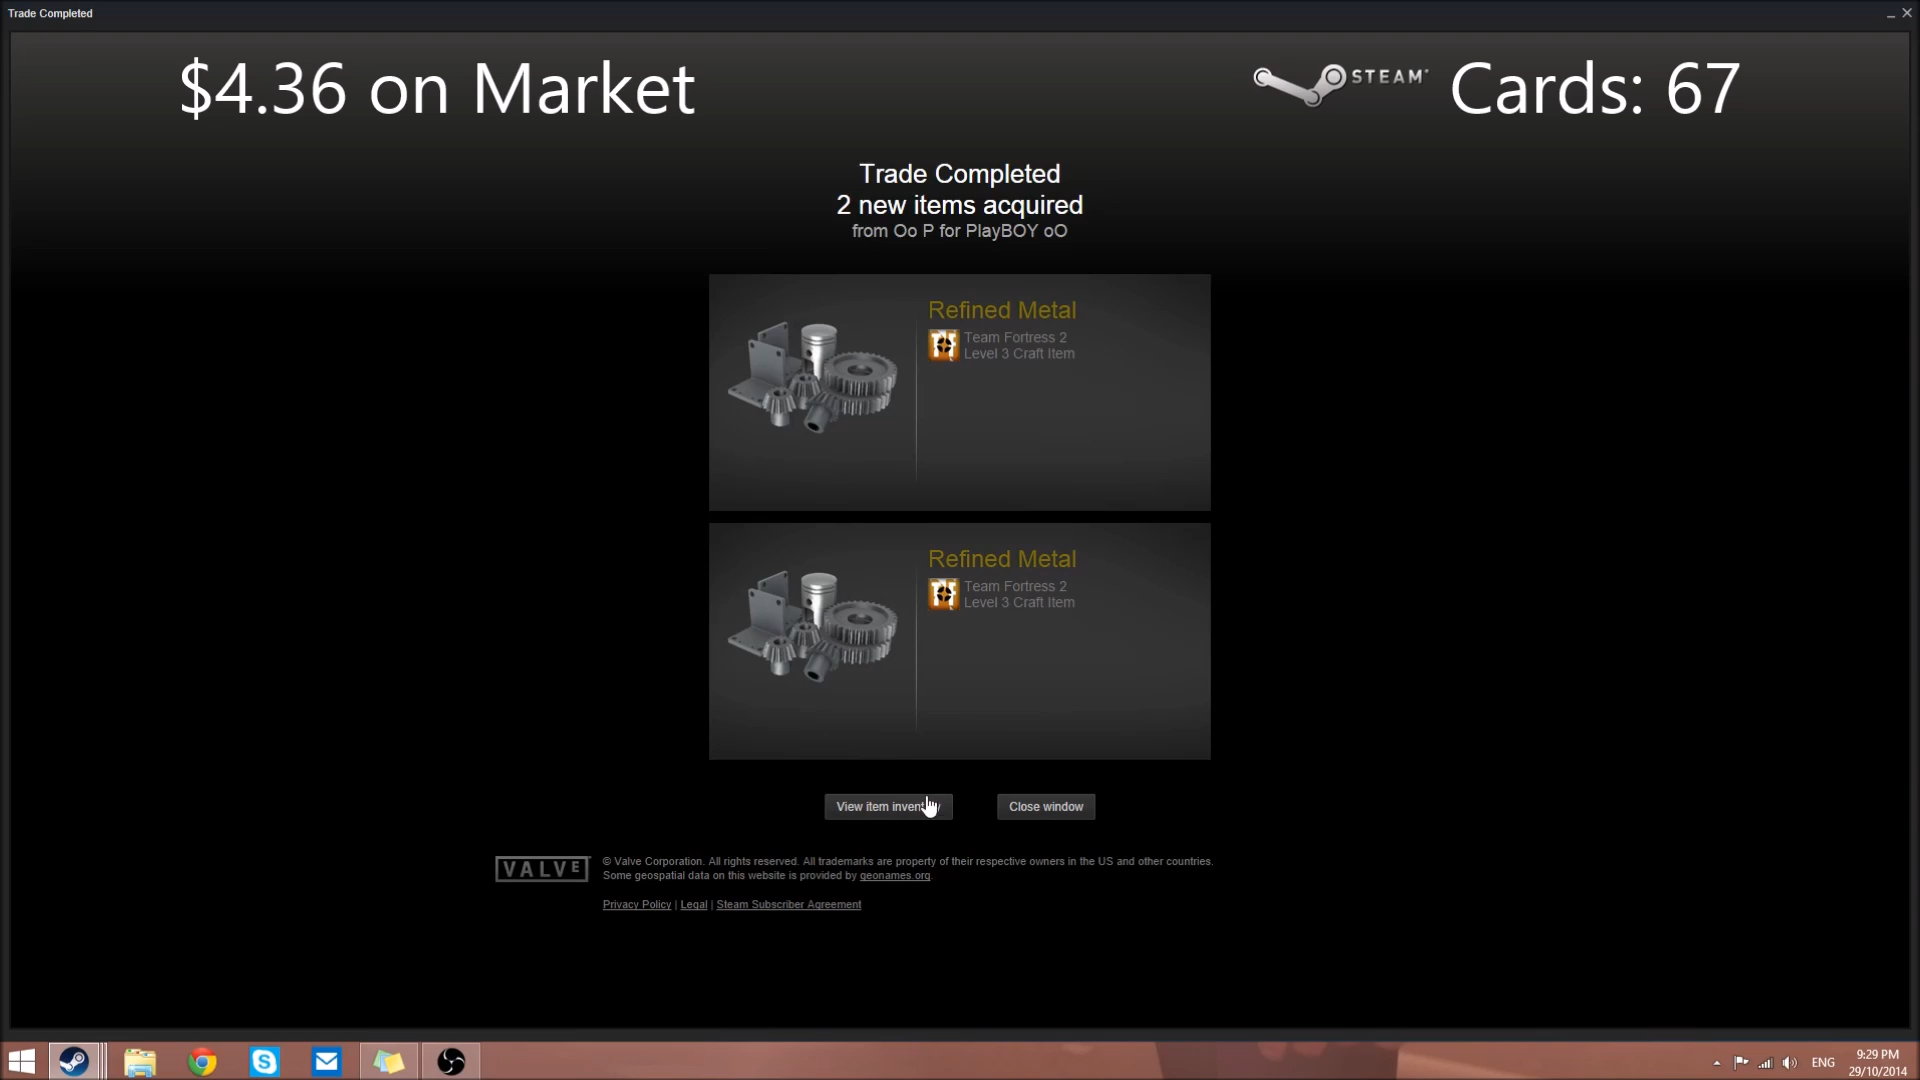 Trade Completed
$4.36 on Market
STEAM Cards: 67
Trade Completed
2 new items acquired
from Oo P for PlayBOY oO
Refined Metal
Team Fortress 2
Level 3 Craft Item
Refined Metal
Team Fortress 2
Level 3 Craft Item
View item
Close window
VALVE
© Valve Corporation. All rights reserved. All trademarks are property of their respective owners in the US and other countries.
Some geospatial data on this website is provided by geonames.org.
Privacy Policy | Legal | Steam Subscriber Agreement
ENG
9:29 PM
29/10/2014